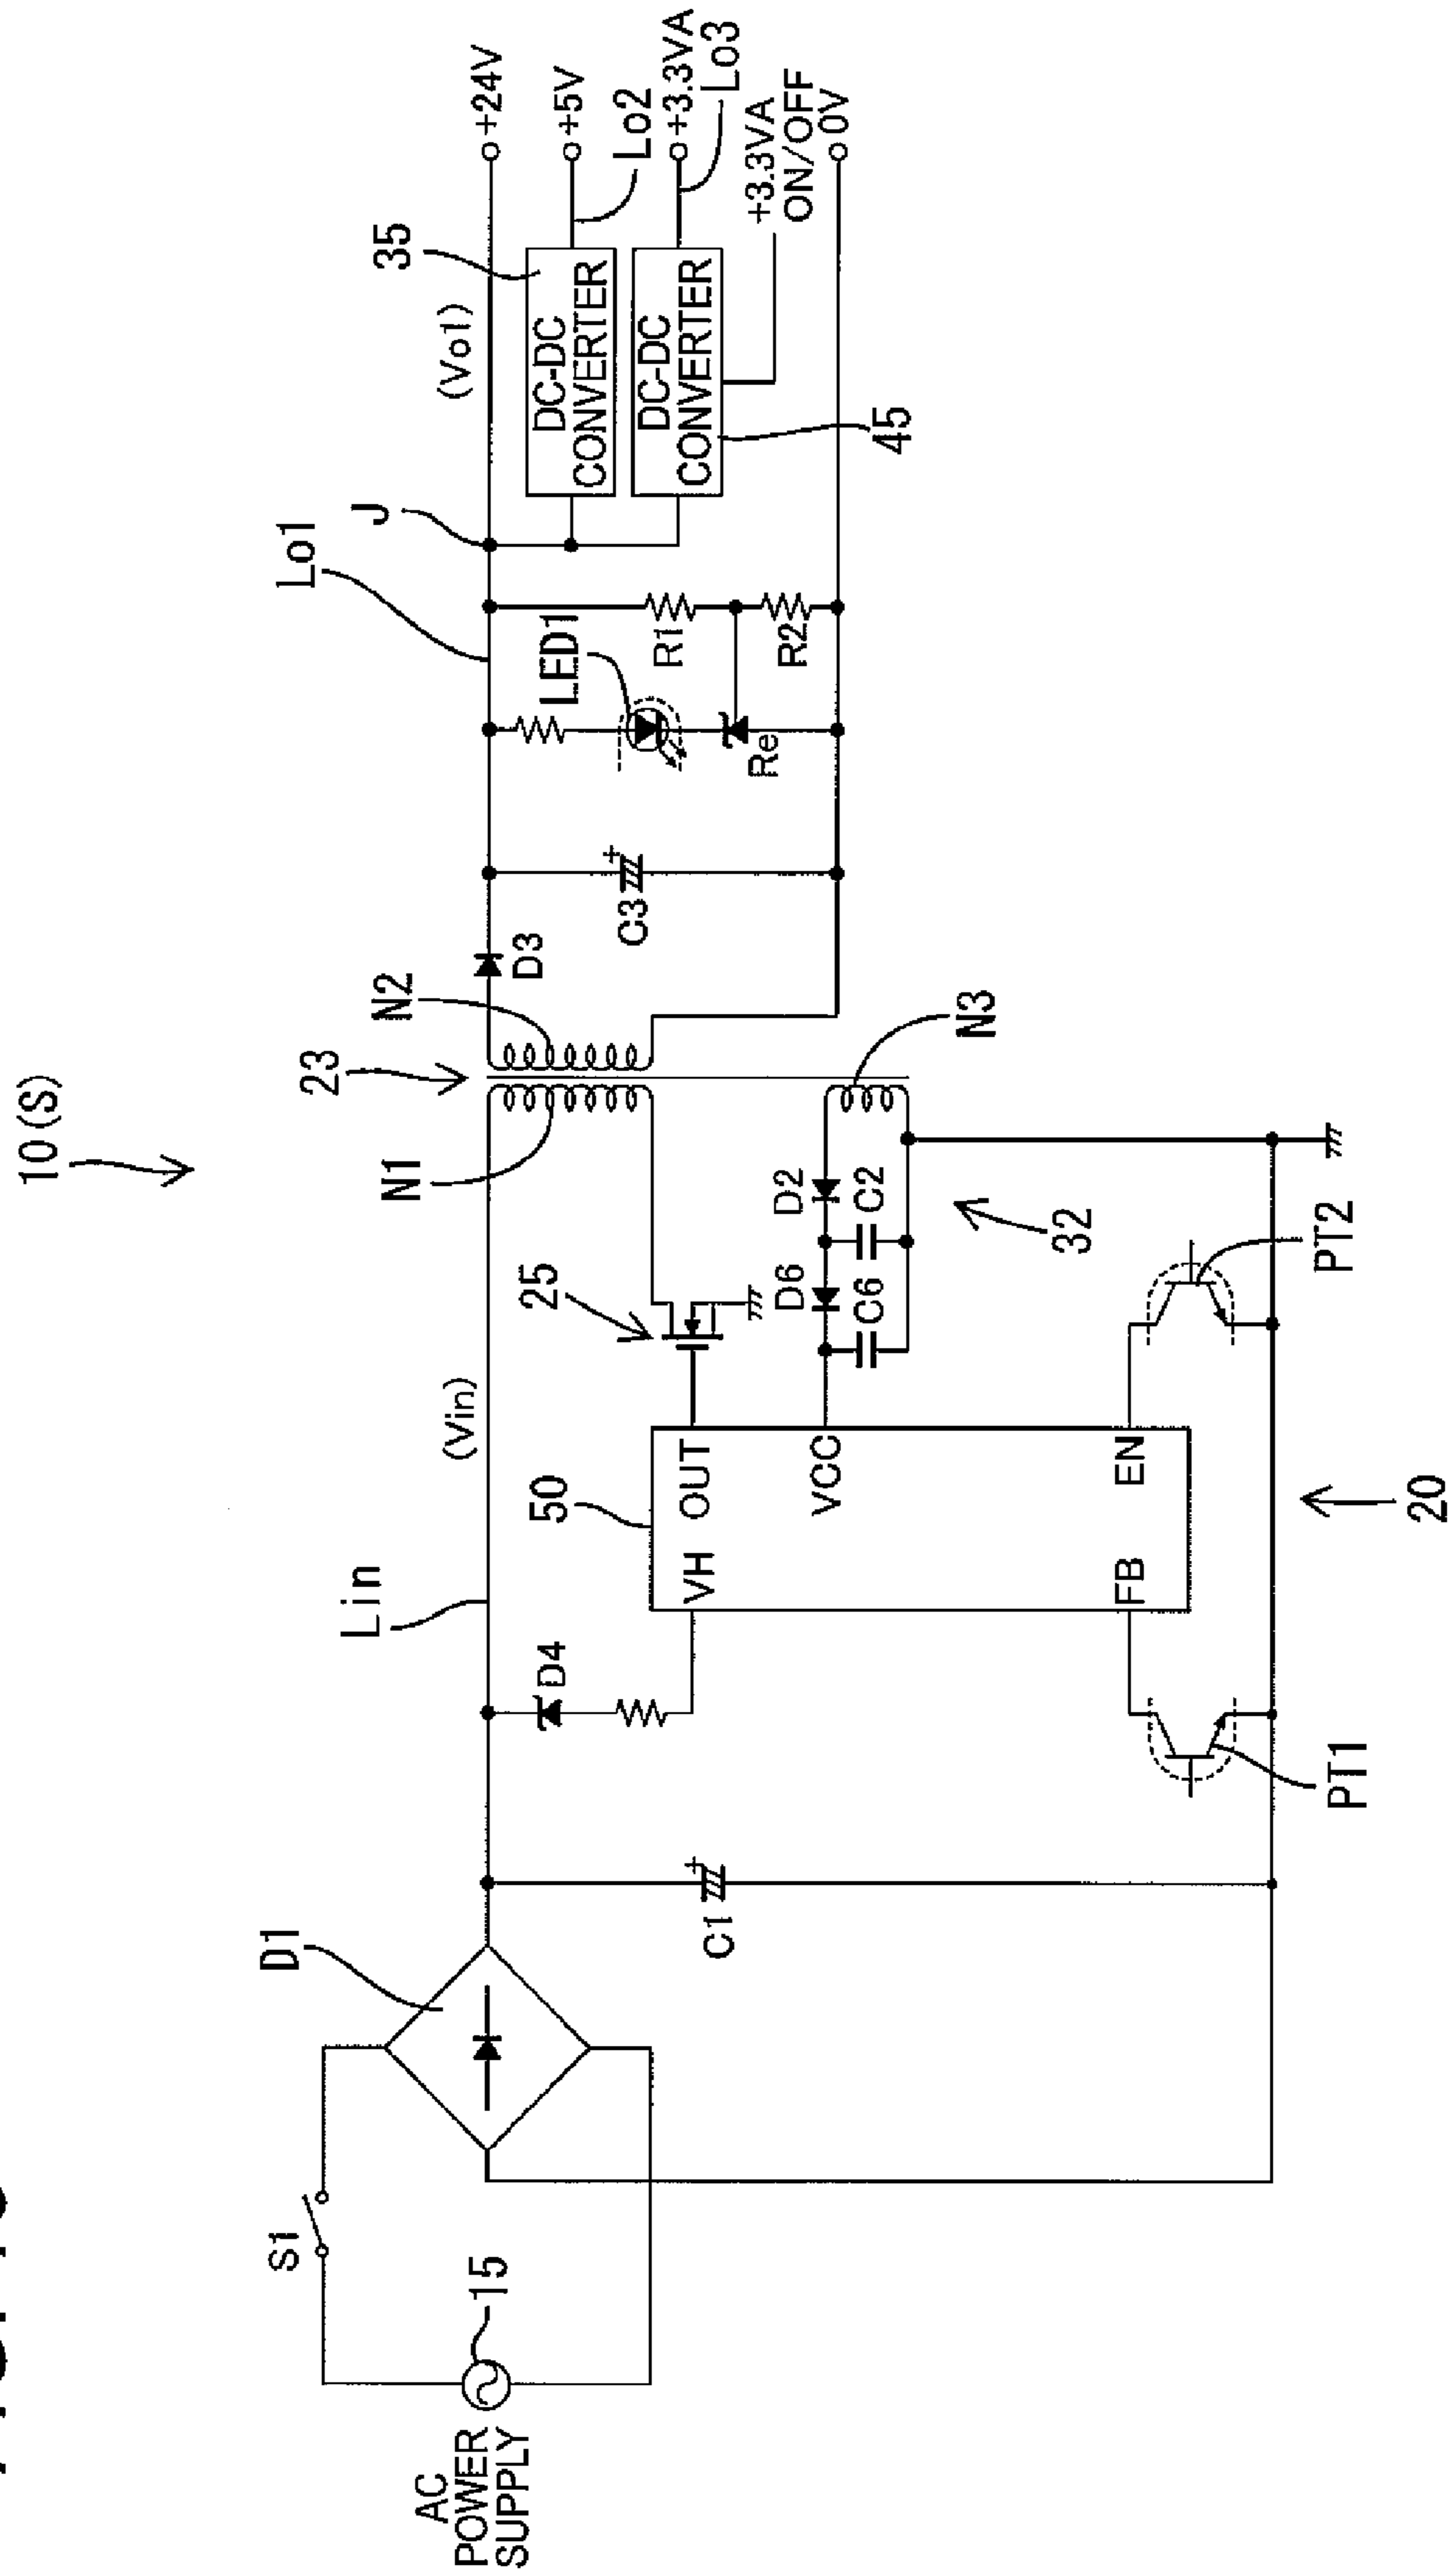 10(S)
AC
POWER
SUPPLY
15
S1
D1
C1
+
Lin
(Vin)
D4
50
VH
OUT
VCC
FB
EN
PT1
PT2
20
25
D6
C6
D2
C2
32
N1
23
N2
N3
D3
C3
+
LED1
Re
R1
R2
Lo1
J
(Vo1)
35
DC-DC
CONVERTER
DC-DC
CONVERTER
45
+24V
+5V
Lo2
+3.3VA
Lo3
+3.3VA
ON/OFF
0V